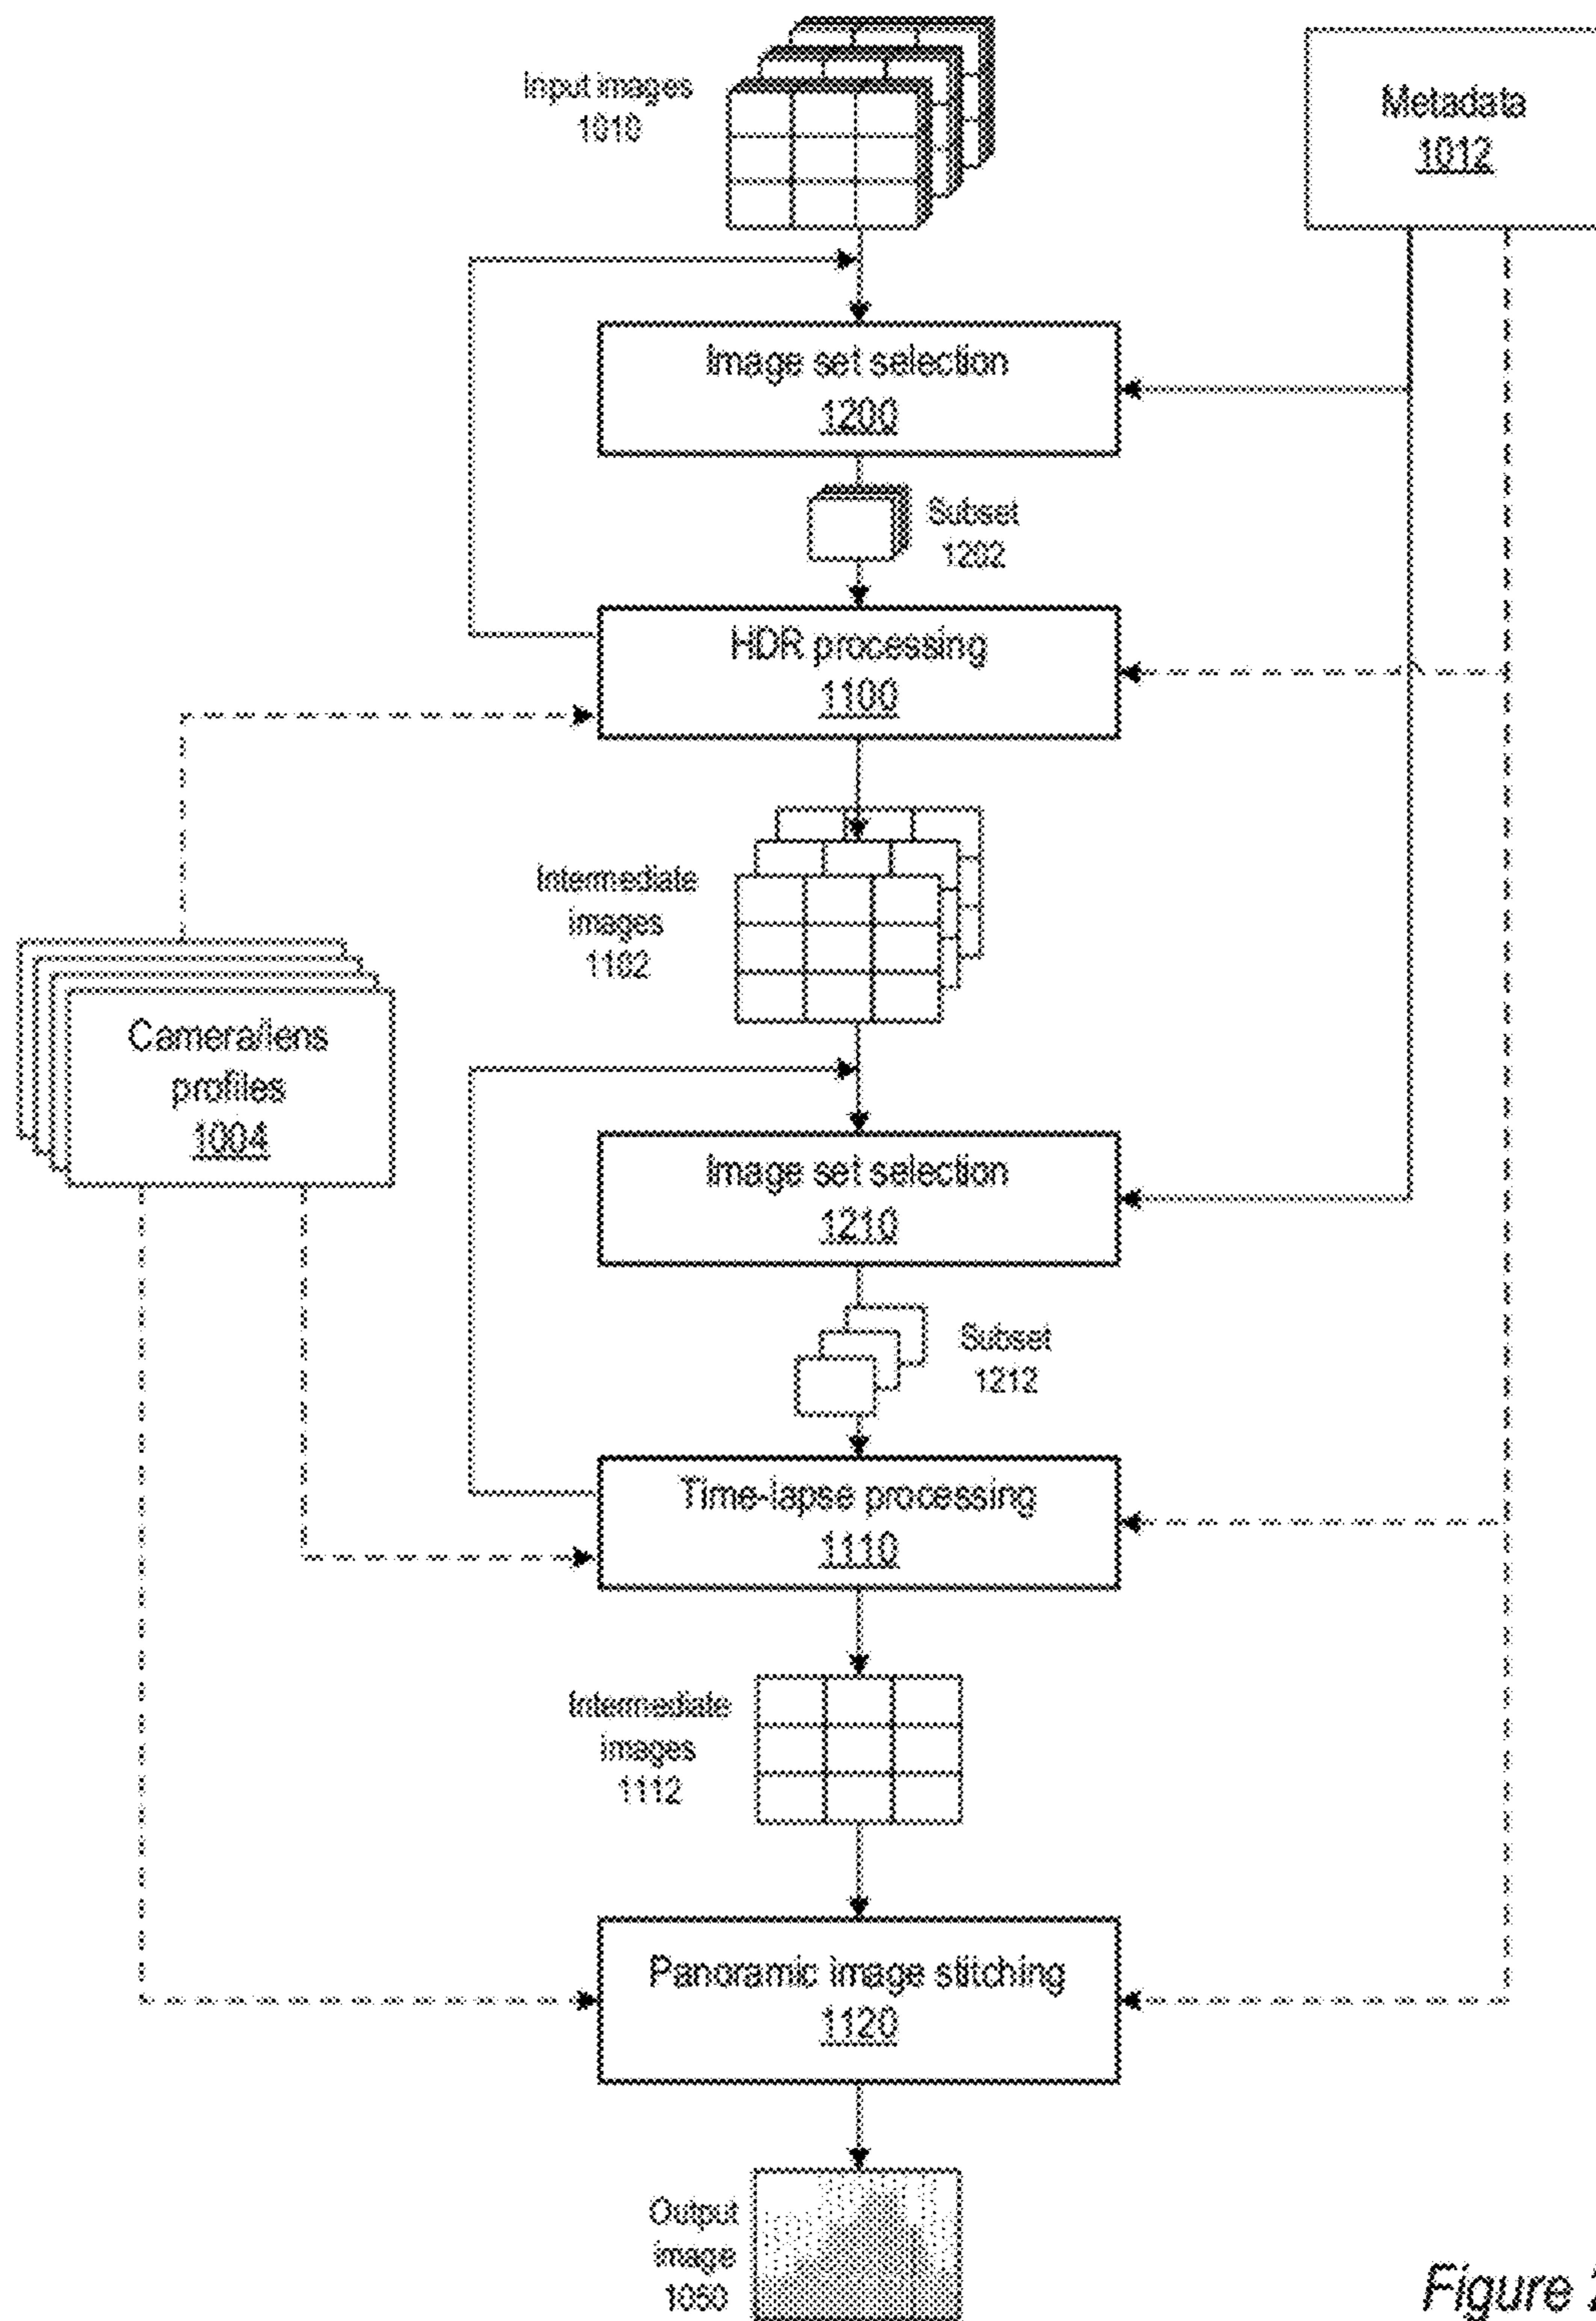 Input images
1010
Metadata
1012
Image set selection
1200
Subset
1202
HDR processing
1100
Intermediate
images
1102
Camera/lens
profiles
1004
Image set selection
1210
Subset
1212
Time-lapse processing
1110
Intermediate
images
1112
Panoramic image stitching
1120
Output
image
1050
Figure